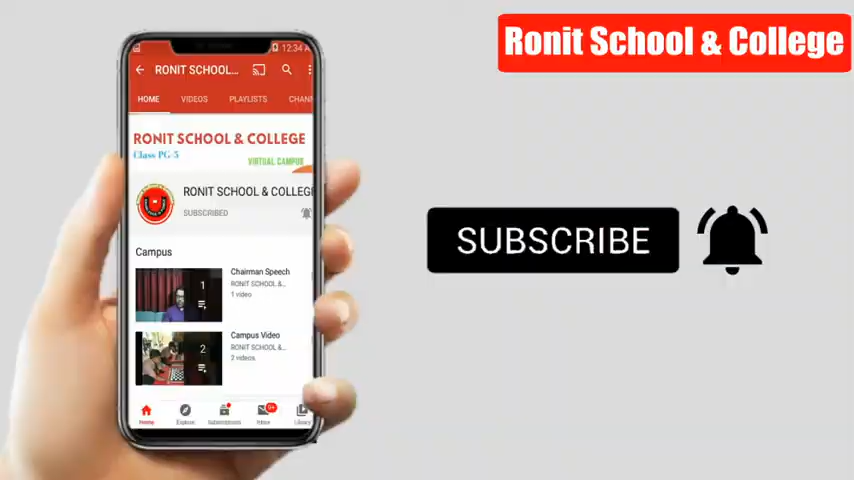 Ronit School & College
12:34 A
RONIT SCHOOL...
HOME VIDEOS PLAYLISTS CHANN
RONIT SCHOOL & COLLEGE
Class PG-5
VIRTUAL CAMPUS
RONIT SCHOOL & COLLEGE
SUBSCRIBED
SUBSCRIBE
Campus
Chairman Speech
RONIT SCHOOL &...
1 video
1
Campus Video
RONIT SCHOOL &...
2 videos
2
Home Explore Subscriptions Inbox Library
9+